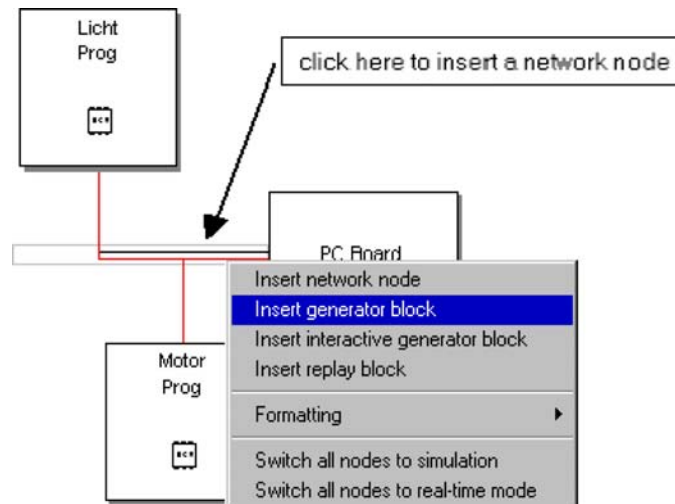 Licht
Prog
click here to insert a network node
PC Board
Insert network node
Insert generator block
Insert interactive generator block
Insert replay block
Motor
Prog
Formatting
Switch all nodes to simulation
Switch all nodes to real-time mode